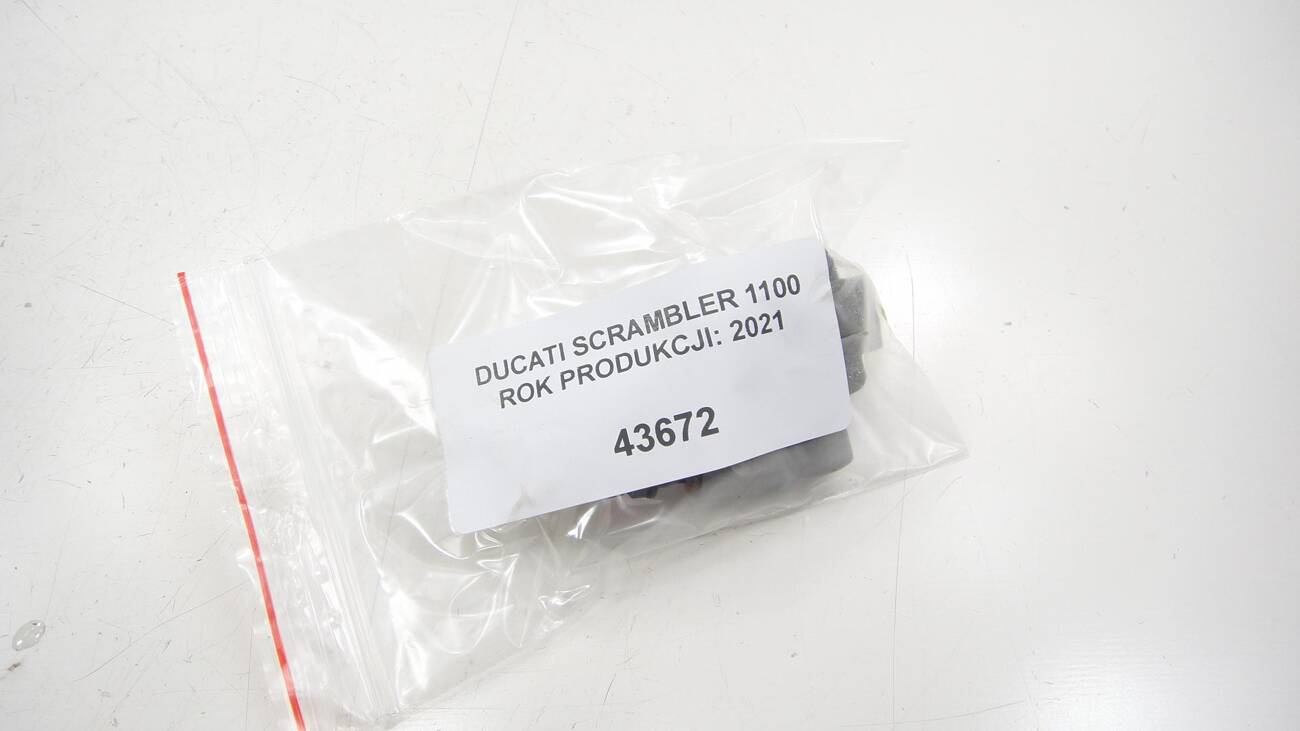 DUCATI SCRAMBLER 1100
ROK PRODUKCJI: 2021
43672